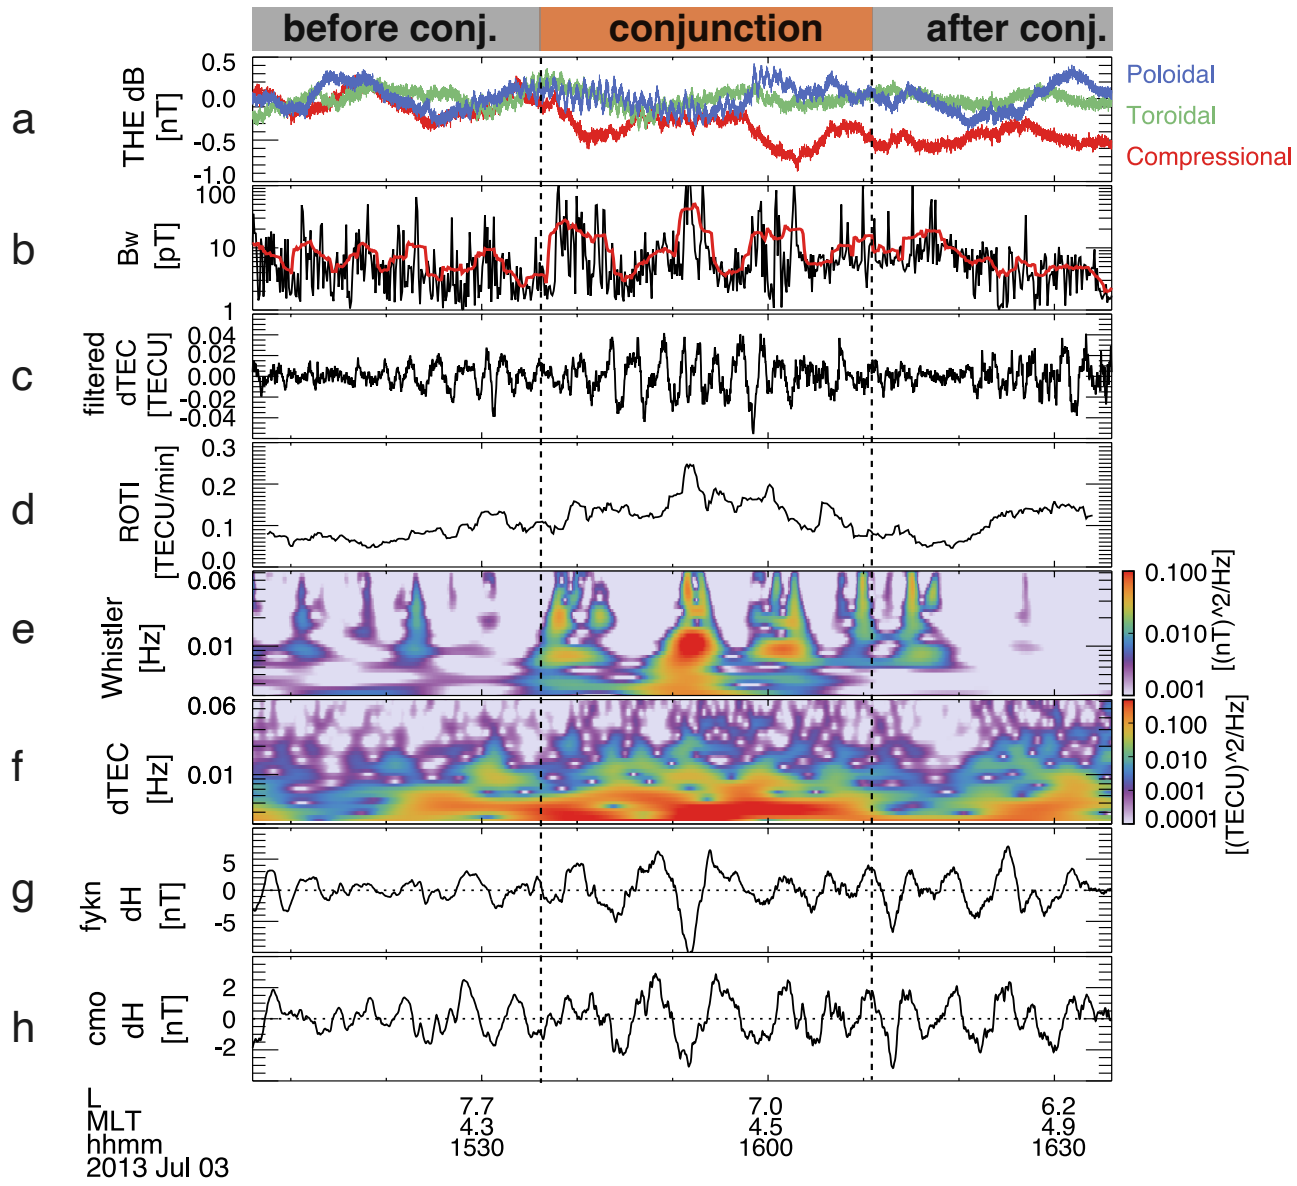 before conj. conjunction after conj.
a
THE dB
[nT]
0.5
0.0
-0.5
-1.0
Poloidal
Toroidal
Compressional
b
Bw
[pT]
100
10
1
c
filtered
dTEC
[TECU]
0.04
0.02
0.00
-0.02
-0.04
d
ROTI
[TECU/min]
0.3
0.2
0.1
0.0
e
Whistler
[Hz]
0.06
0.01
0.100
0.010
0.001
[(nT)^2/Hz]
f
dTEC
[Hz]
0.06
0.01
0.100
0.010
0.001
0.0001
[(TECU)^2/Hz]
g
fykn
dH
[nT]
5
0
-5
h
cmo
dH
[nT]
2
0
-2
L 7.7 7.0 6.2
MLT 4.3 4.5 4.9
hhmm 1530 1600 1630
2013 Jul 03